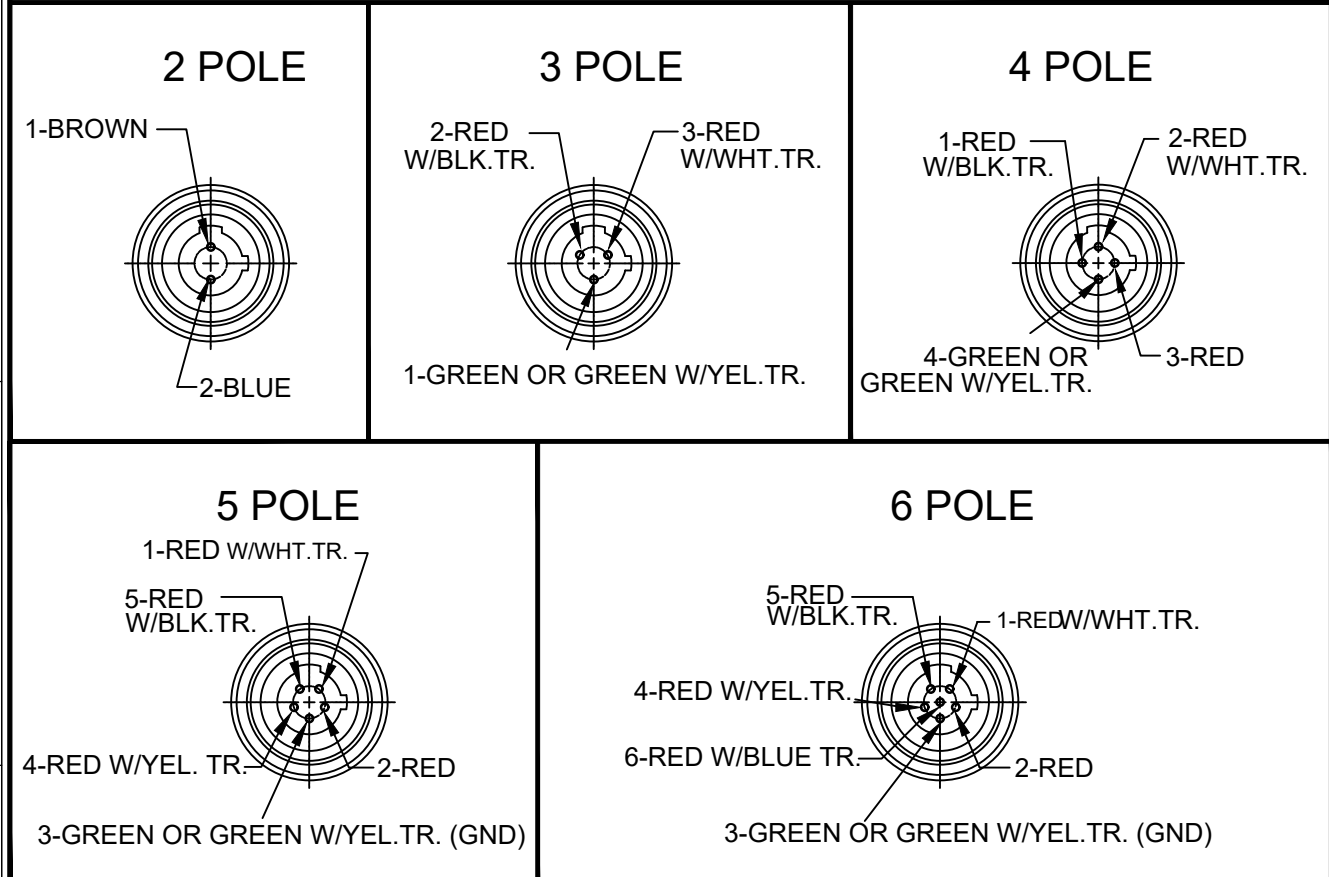 2 POLE
1-BROWN
2-BLUE
3 POLE
2-RED
W/BLK.TR.
3-RED
W/WHT.TR.
1-GREEN OR GREEN W/YEL.TR.
4 POLE
1-RED
W/BLK.TR.
2-RED
W/WHT.TR.
4-GREEN OR
GREEN W/YEL.TR.
3-RED
5 POLE
1-RED W/WHT.TR.
5-RED
W/BLK.TR.
4-RED W/YEL. TR.
2-RED
3-GREEN OR GREEN W/YEL.TR. (GND)
6 POLE
5-RED
W/BLK.TR.
1-REDW/WHT.TR.
4-RED W/YEL.TR.
6-RED W/BLUE TR.
2-RED
3-GREEN OR GREEN W/YEL.TR. (GND)